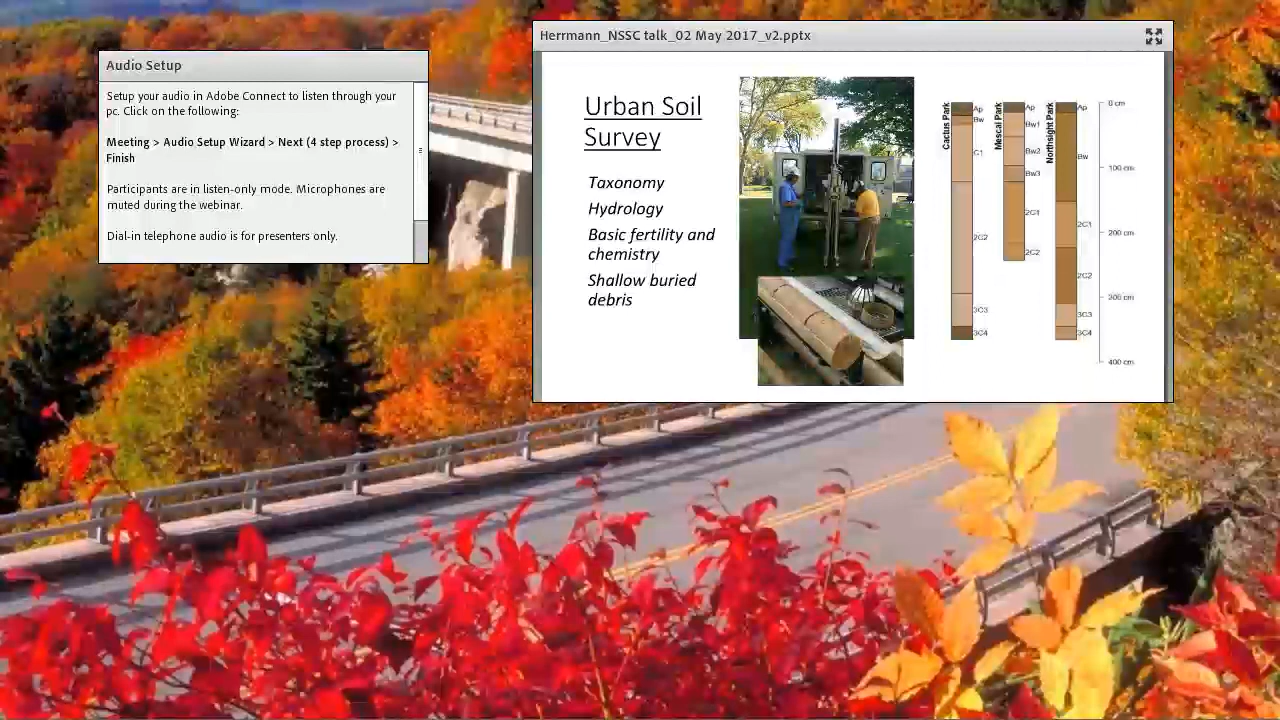 Audio Setup
Setup your audio in Adobe Connect to listen through your
pc. Click on the following:
Meeting > Audio Setup Wizard > Next (4 step process) >
Finish
Participants are in listen-only mode. Microphones are
muted during the webinar.
Dial-in telephone audio is for presenters only.
Herrmann_NSSC talk_02 May 2017_v2.pptx
Urban Soil
Survey
Taxonomy
Hydrology
Basic fertility and
chemistry
Shallow buried
debris
Cactus Park
Ap
Bw
C1
2C2
3C3
3C4
Mescal Park
Ap
Bw1
Bw2
Bw3
2C1
2C2
Northsight Park
Ap
Bw
2C1
2C2
3C3
3C4
0 cm
100 cm
200 cm
300 cm
400 cm